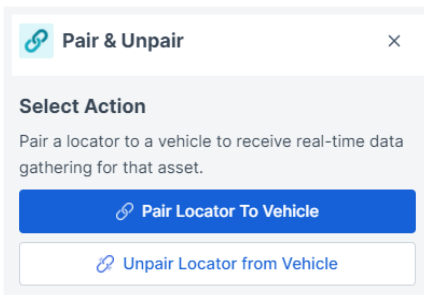 Pair & Unpair
Select Action
Pair a locator to a vehicle to receive real-time data
gathering for that asset.
Pair Locator To Vehicle
Unpair Locator from Vehicle